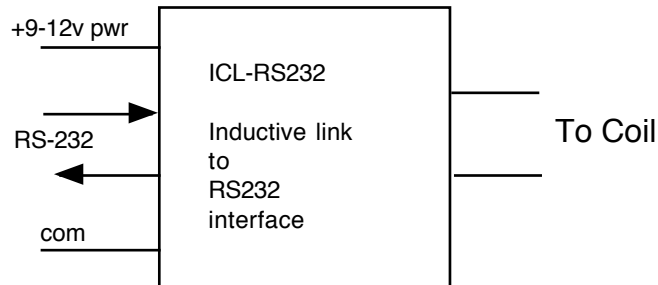 +9-12v pwr
RS-232
com
ICL-RS232
Inductive link
to
RS232
interface
To Coil